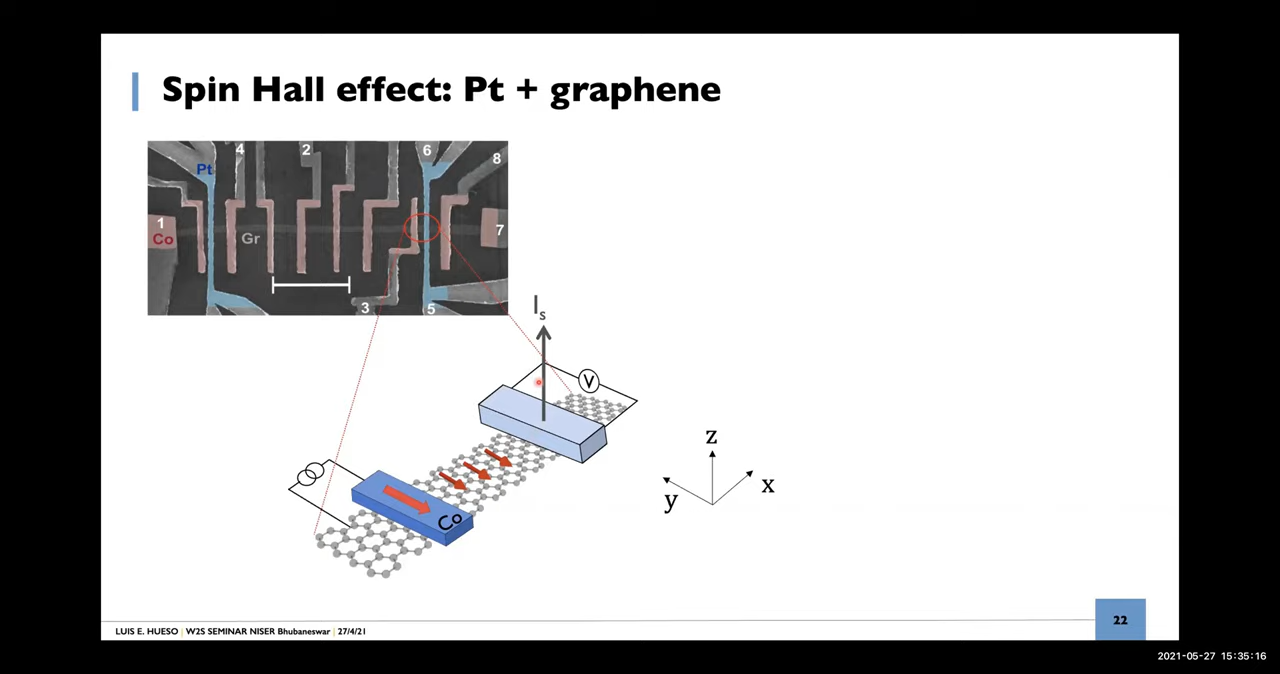 Spin Hall effect: Pt + graphene
4
2
6
8
Pt
1
Co
Gr
7
3
5
Is
V
Co
z
y
x
22
LUIS E. HUESO | W2S SEMINAR NISER Bhubaneswar | 27/4/21
2021-05-27 15:35:16